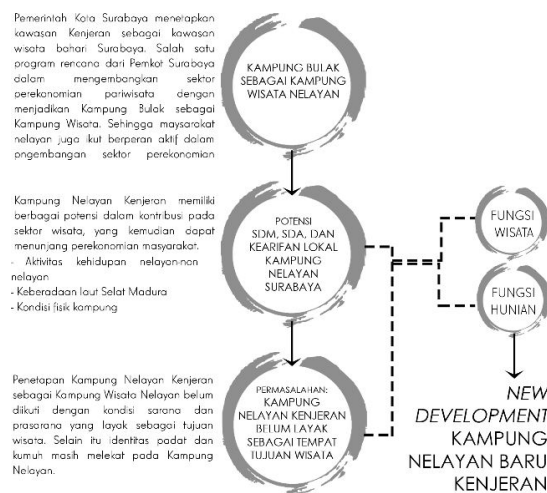 Pemerintah Kota Surabaya menetapkan
kawasan Kenjeran sebagai kawasan
wisata bahari Surabaya. Salah satu
program rencana dari Pemkot Surabaya
dalam mengembangkan sektor
perekonomian pariwisata dengan
menjadikan Kampung Bulak sebagai
Kampung Wisata. Sehingga maysarakat
nelayan juga ikut berperan aktif dalam
pngembangan sektor perekonomian
KAMPUNG BULAK
SEBAGAI KAMPUNG
WISATA NELAYAN
Kampung Nelayan Kenjeran memiliki
berbagai potensi dalam kontribusi pada
sektor wisata, yang kemudian dapat
menunjang perekonomian masyarakat.
- Aktivitas kehidupan nelayan-non
nelayan
- Keberadaan laut Selat Madura
- Kondisi fisik kampung
POTENSI
SDM, SDA, DAN
KEARIFAN LOKAL
KAMPUNG
NELAYAN
SURABAYA
FUNGSI
WISATA
FUNGSI
HUNIAN
Penetapan Kampung Nelayan Kenjeran
sebagai Kampung Wisata Nelayan belum
diikuti dengan kondisi sarana dan
prasarana yang layak sebagai tujuan
wisata. Selain itu identitas padat dan
kumuh masih melekat pada Kampung
Nelayan.
PERMASALAHAN:
KAMPUNG
NELAYAN KENJERAN
BELUM LAYAK
SEBAGAI TEMPAT
TUJUAN WISATA
NEW
DEVELOPMENT
KAMPUNG
NELAYAN BARU
KENJERAN